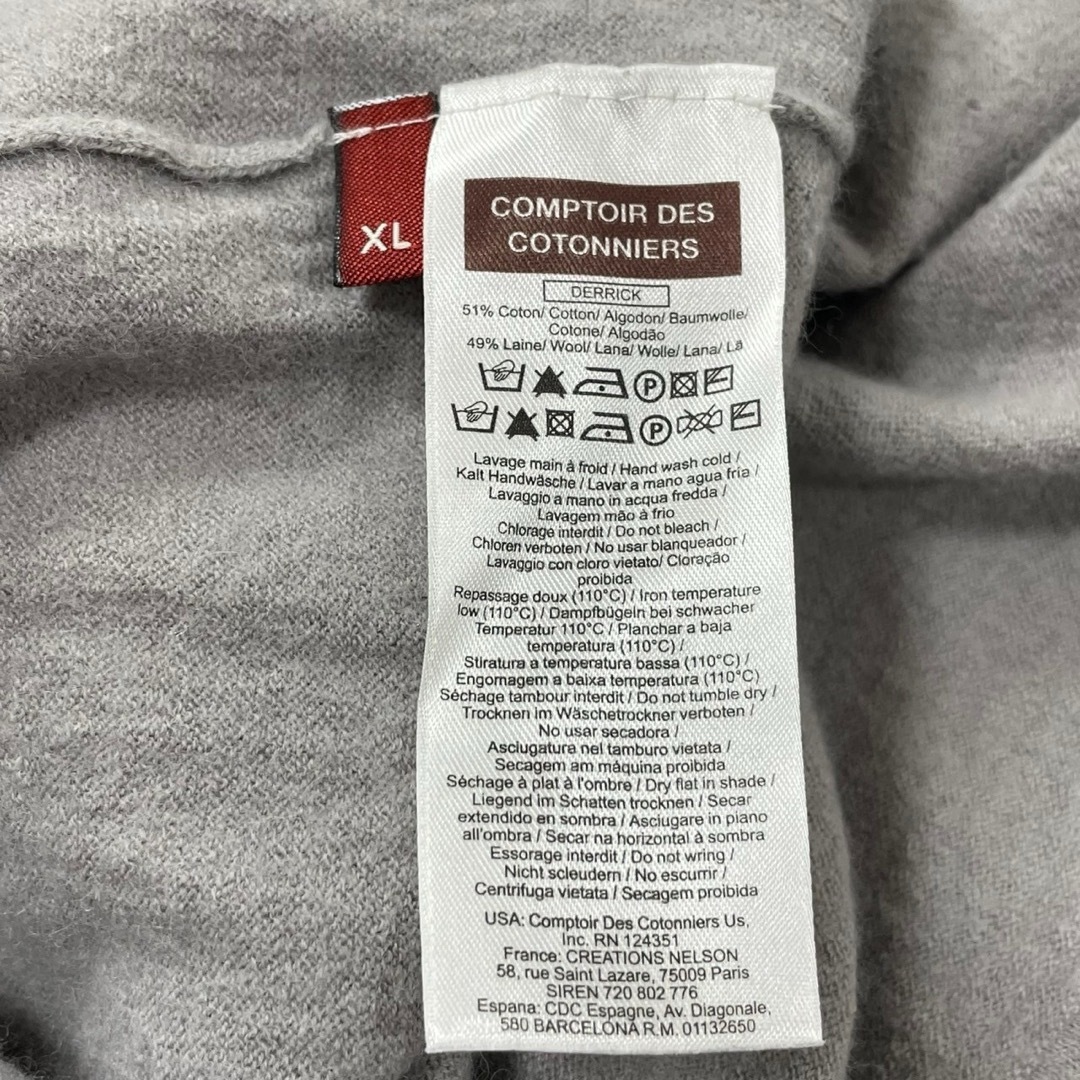 XL
COMPTOIR DES
COTONNIERS
DERRICK
51% Coton/ Cotton/ Algodon/ Baumwolle/
Cotone/ Algodão
49% Laine/ Wool/ Lana/ Wolle/ Lana/ Lã
P
P
Lavage main à froid / Hand wash cold /
Kalt Handwäsche / Lavar a mano agua fria /
Lavaggio a mano in acqua fredda /
Lavagem mão à frio
Chlorage interdit / Do not bleach /
Chloren verboten / No usar blanqueador /
Lavaggio con cloro vietato/ Cloração
proibida
Repassage doux (110°C) / Iron temperature
low (110°C) / Dampfbügeln bei schwacher
Temperatur 110°C / Planchar a baja
temperatura (110°C) /
Stiratura a temperatura bassa (110°C) /
Engomagem a baixa temperatura (110°C)
Séchage tambour interdit / Do not tumble dry /
Trocknen im Wäschetrockner verboten /
No usar secadora /
Asciugatura nel tamburo vietata /
Secagem am máquina proibida
Séchage à plat à l'ombre / Dry flat in shade /
Liegend im Schatten trocknen / Secar
extendido en sombra / Asciugare in piano
all'ombra / Secar na horizontal à sombra
Essorage interdit / Do not wring /
Nicht scleudern / No escurrir /
Centrifuga vietata / Secagem proibida
USA: Comptoir Des Cotonniers Us,
Inc. RN 124351
France: CREATIONS NELSON
58, rue Saint Lazare, 75009 Paris
SIREN 720 802 776
Espana: CDC Espagne, Av. Diagonale,
580 BARCELONA R.M. 01132650